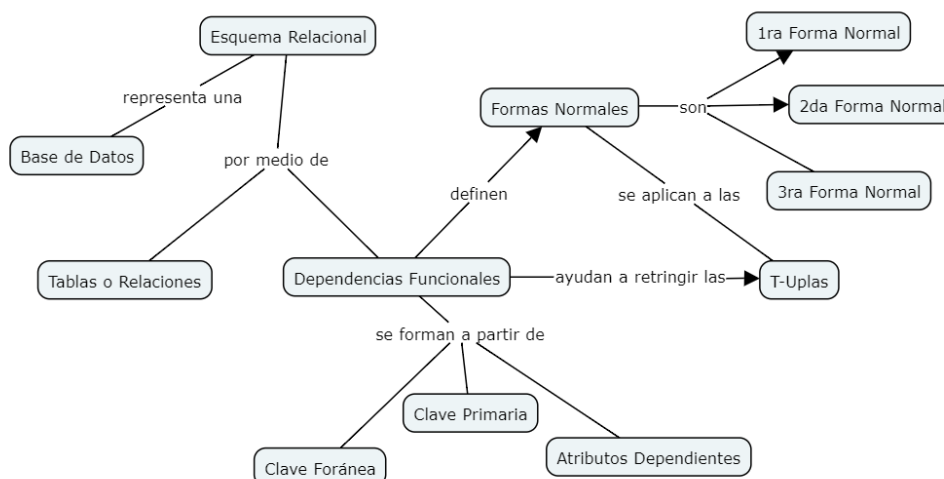 1ra Forma Normal
Esquema Relacional
representa una
Formas Normales
son
2da Forma Normal
Base de Datos
por medio de
definen
se aplican a las
3ra Forma Normal
Tablas o Relaciones
Dependencias Funcionales
ayudan a retringir las
T-Uplas
se forman a partir de
Clave Primaria
Clave Foránea
Atributos Dependientes